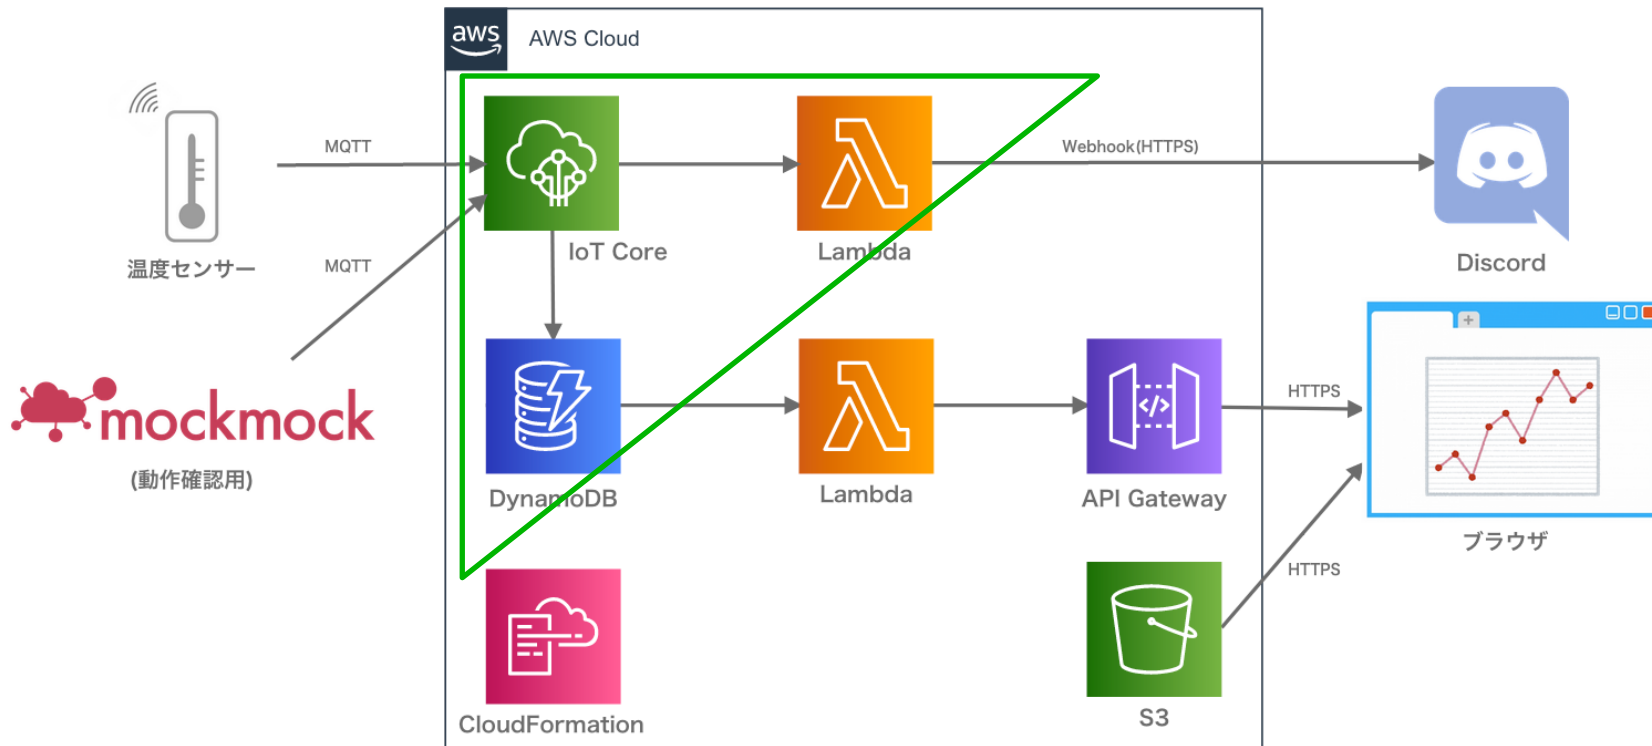 aws
AWS Cloud
MQTT
Webhook(HTTPS)
IoT Core
Lambda
Discord
温度センサー
MQTT
+
mockmock
(動作確認用)
DynamoDB
Lambda
</>
API Gateway
HTTPS
ブラウザ
HTTPS
CloudFormation
S3